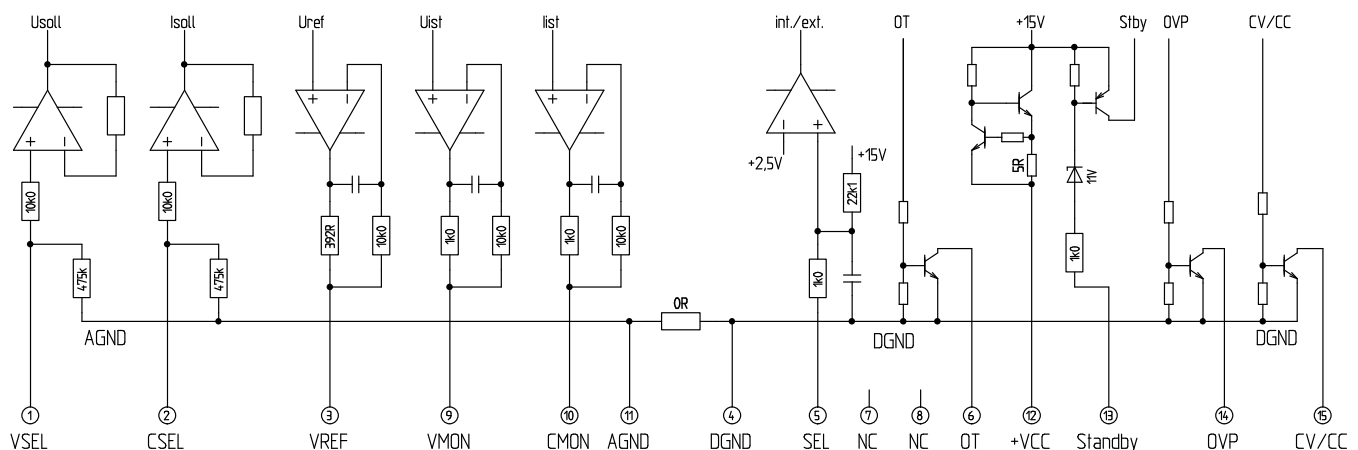 Usoll Isoll Uref Uist Iist int./ext. OT +15V Stby OVP CV/CC
+ − + − + − + − + − − +
+2,5V +15V 5R 11V
10k0 10k0 22k1
392R 10k0 1k0 10k0 1k0 10k0 1k0
475k 475k 1k0
0R
AGND DGND DGND
1 2 3 9 10 11 4 5 7 8 6 12 13 14 15
VSEL CSEL VREF VMON CMON AGND DGND SEL NC NC OT +VCC Standby OVP CV/CC